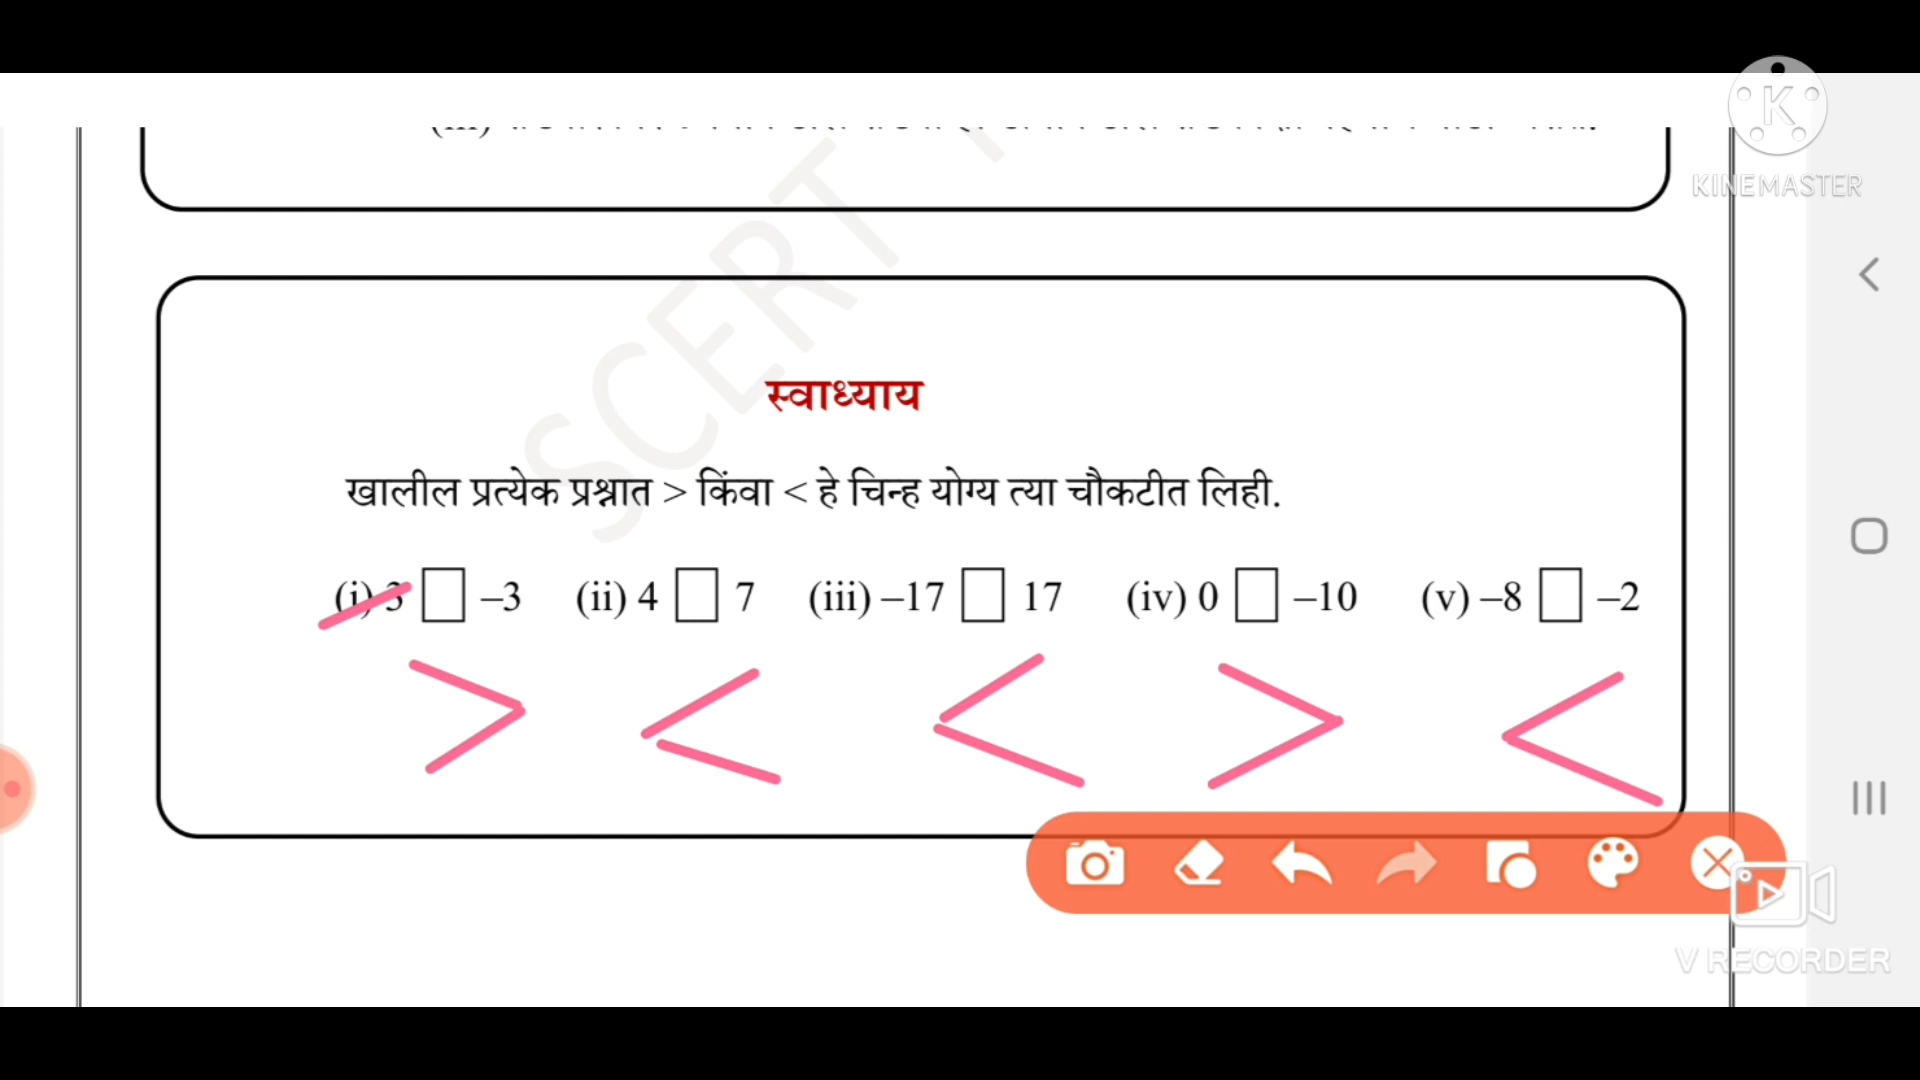 KINEMASTER
SCERT
स्वाध्याय
खालील प्रत्येक प्रश्नात > किंवा < हे चिन्ह योग्य त्या चौकटीत लिही.
(i) 3 □ –3 (ii) 4 □ 7 (iii) –17 □ 17 (iv) 0 □ –10 (v) –8 □ –2
> < < > <
V RECORDER